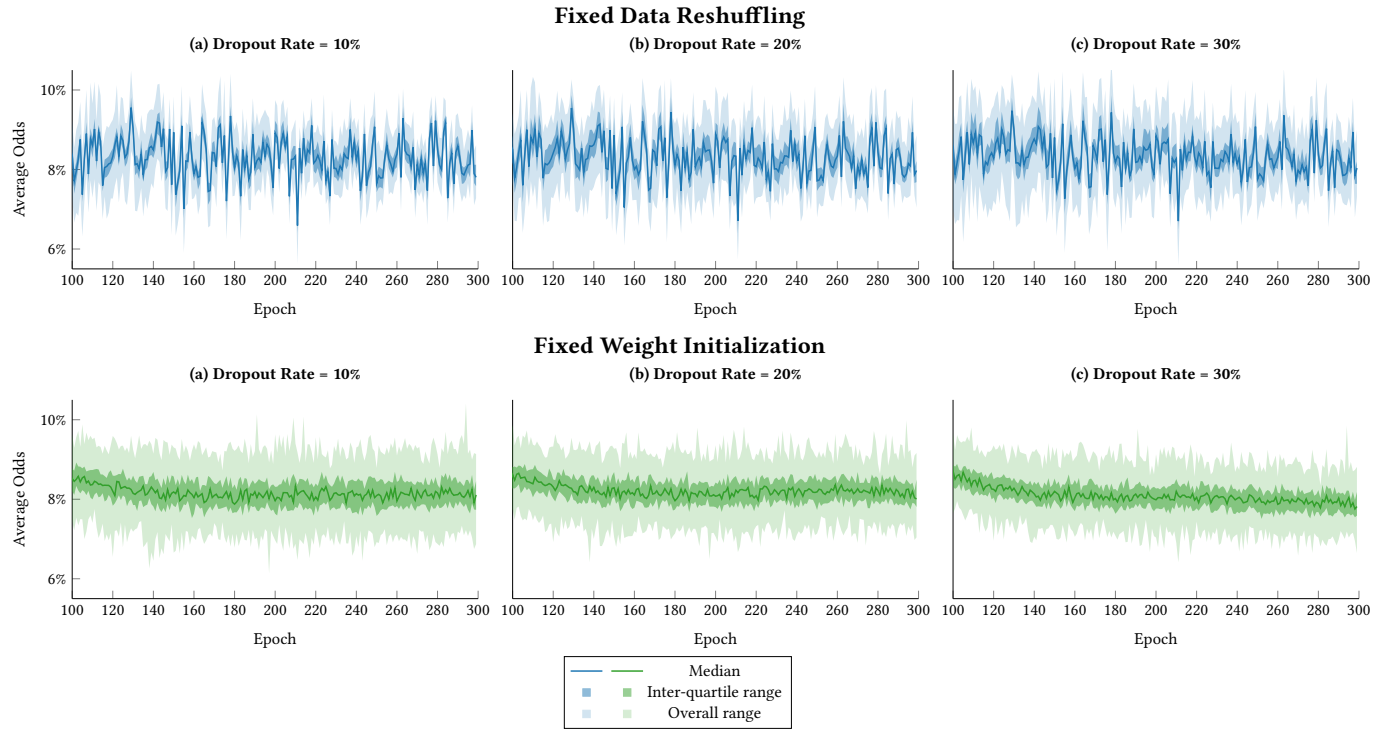 Fixed Data Reshuffling
(a) Dropout Rate = 10%
(b) Dropout Rate = 20%
(c) Dropout Rate = 30%
Average Odds
10%
8%
6%
100 120 140 160 180 200 220 240 260 280 300
100 120 140 160 180 200 220 240 260 280 300
100 120 140 160 180 200 220 240 260 280 300
Epoch
Epoch
Epoch
Fixed Weight Initialization
(a) Dropout Rate = 10%
(b) Dropout Rate = 20%
(c) Dropout Rate = 30%
Average Odds
10%
8%
6%
100 120 140 160 180 200 220 240 260 280 300
100 120 140 160 180 200 220 240 260 280 300
100 120 140 160 180 200 220 240 260 280 300
Epoch
Epoch
Epoch
Median
Inter-quartile range
Overall range